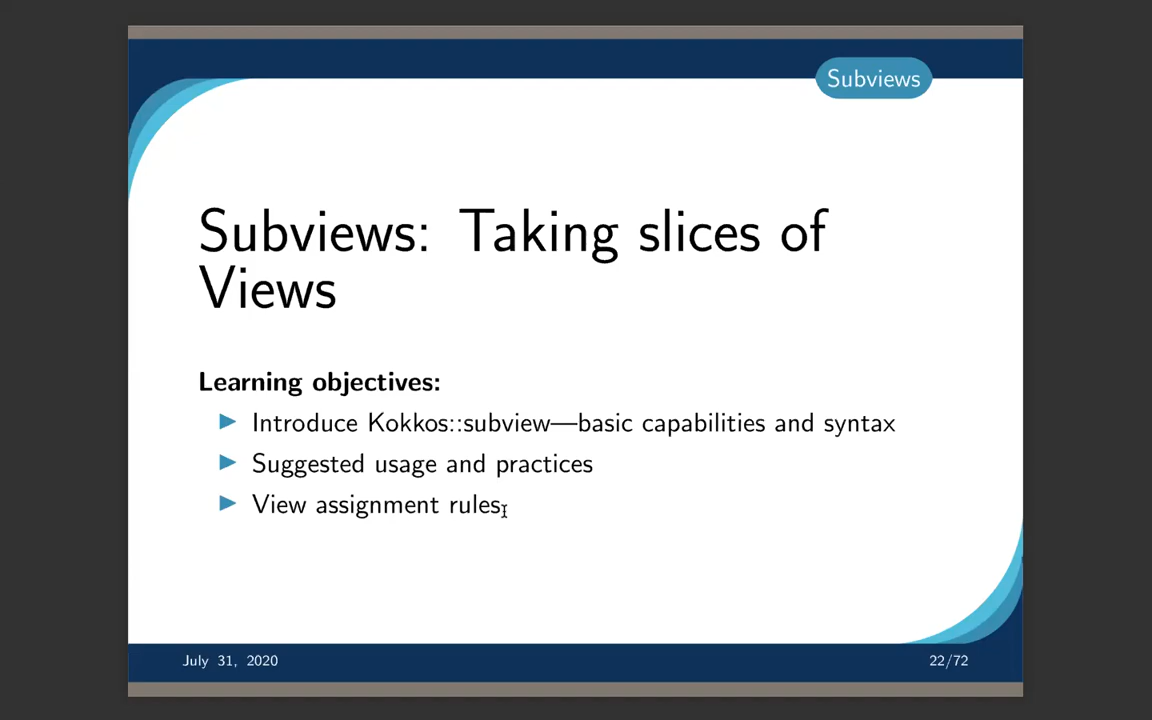 Subviews
Subviews: Taking slices of
Views
Learning objectives:
Introduce Kokkos::subview—basic capabilities and syntax
Suggested usage and practices
View assignment rules
July 31, 2020
22/72